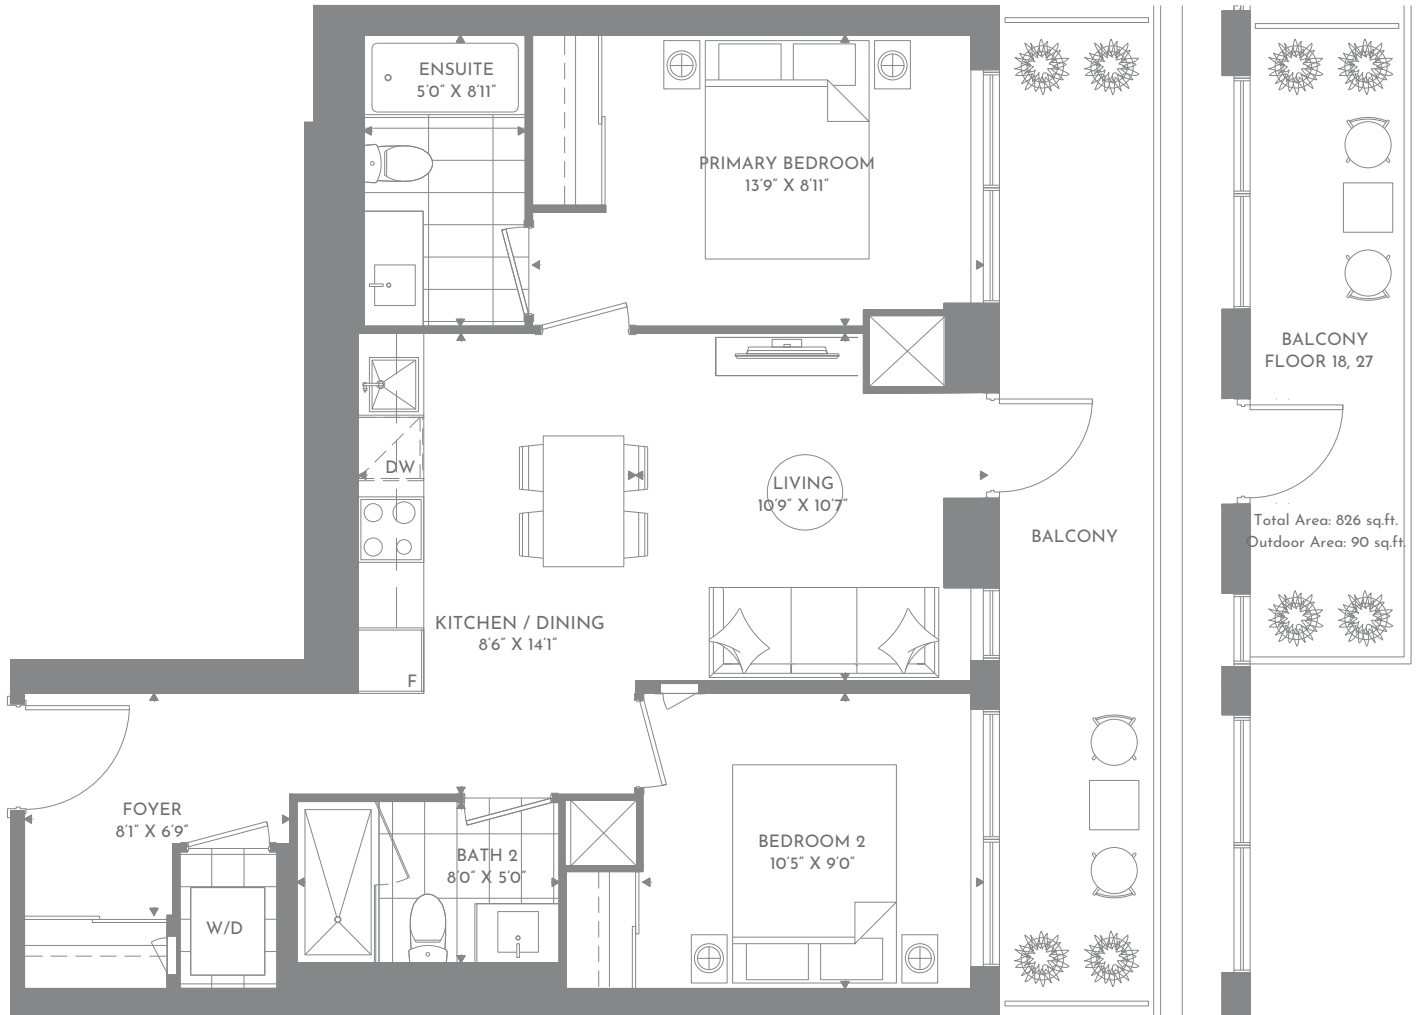 ENSUITE
5'0" X 8'11"
PRIMARY BEDROOM
13'9" X 8'11"
BALCONY
FLOOR 18, 27
DW
LIVING
10'9" X 10'7"
Total Area: 826 sq.ft.
Outdoor Area: 90 sq.ft.
BALCONY
KITCHEN / DINING
8'6" X 14'1"
F
FOYER
8'1" X 6'9"
BATH 2
8'0" X 5'0"
BEDROOM 2
10'5" X 9'0"
W/D